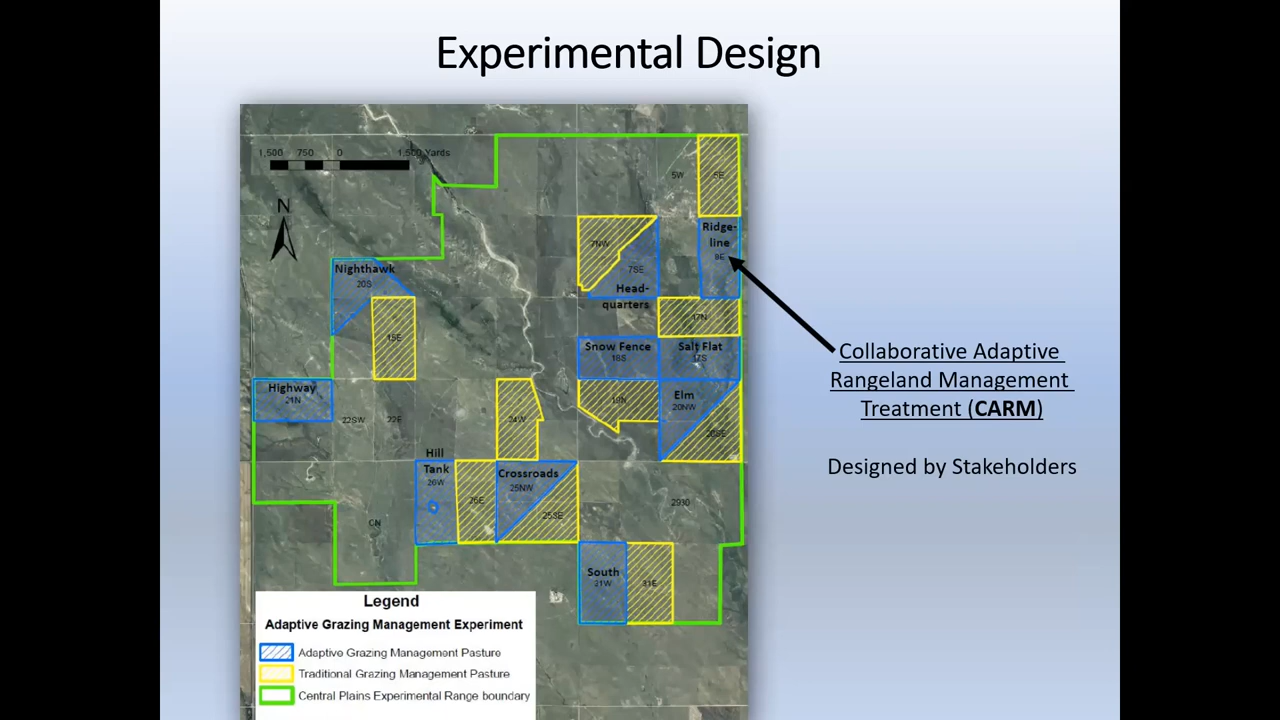 Experimental Design
1,500 750 0 1,500 Yards
N
5W
5E
7NW
Ridge-
line
9E
7SE
Head-
quarters
Nighthawk
20S
17N
15E
Snow Fence
18S
Salt Flat
17S
Highway
21N
19N
Elm
20NW
22SW
22E
24W
20SE
Hill
Tank
26W
26E
Crossroads
25NW
25SE
2930
CN
South
31E
Collaborative Adaptive
Rangeland Management
Treatment (CARM)
Designed by Stakeholders
Legend
Adaptive Grazing Management Experiment
Adaptive Grazing Management Pasture
Traditional Grazing Management Pasture
Central Plains Experimental Range boundary